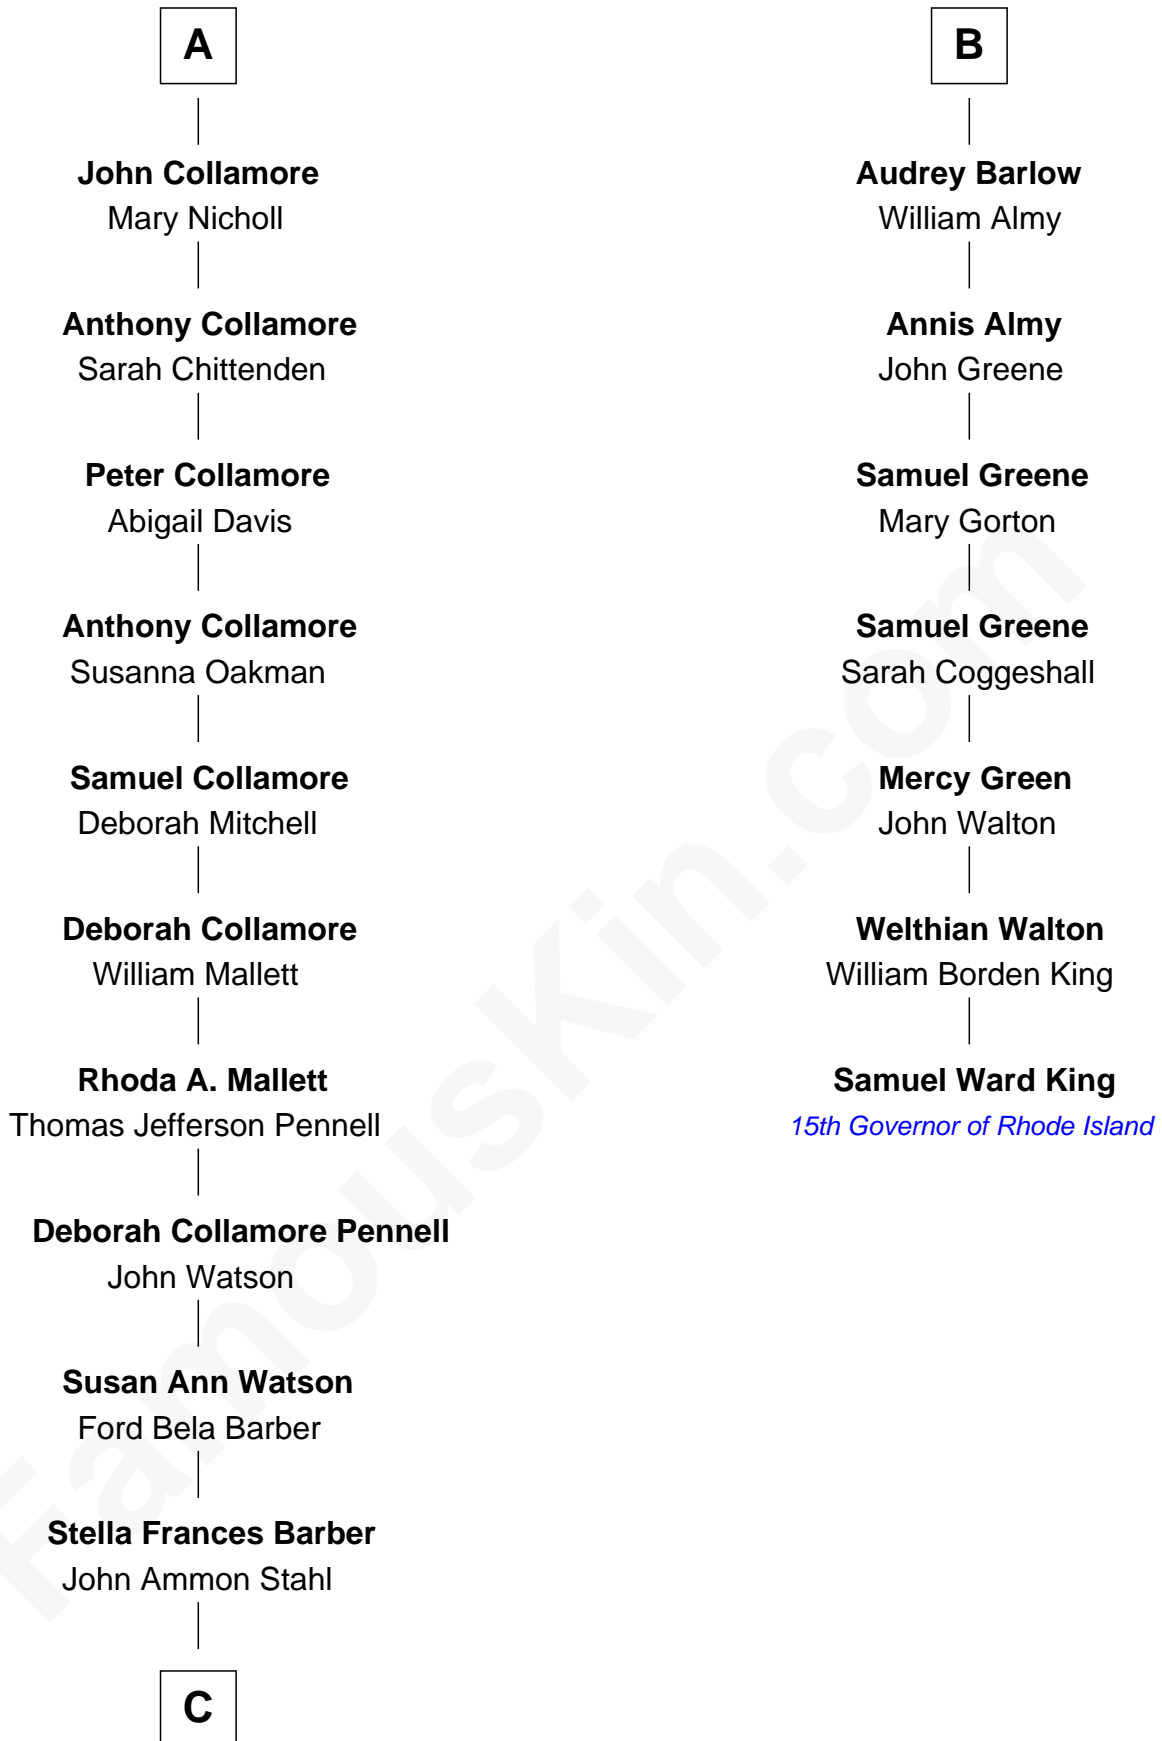 A
John Collamore
Mary Nicholl
Anthony Collamore
Sarah Chittenden
Peter Collamore
Abigail Davis
Anthony Collamore
Susanna Oakman
Samuel Collamore
Deborah Mitchell
Deborah Collamore
William Mallett
Rhoda A. Mallett
Thomas Jefferson Pennell
Deborah Collamore Pennell
John Watson
Susan Ann Watson
Ford Bela Barber
Stella Frances Barber
John Ammon Stahl
C
B
Audrey Barlow
William Almy
Annis Almy
John Greene
Samuel Greene
Mary Gorton
Samuel Greene
Sarah Coggeshall
Mercy Green
John Walton
Welthian Walton
William Borden King
Samuel Ward King
15th Governor of Rhode Island
FamousKin.com